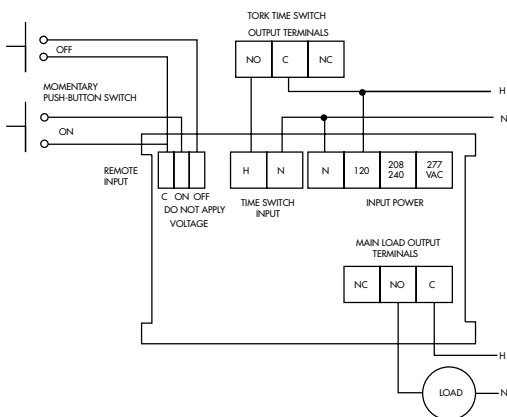 TORK TIME SWITCH
OUTPUT TERMINALS
NO C NC
OFF
MOMENTARY
PUSH-BUTTON SWITCH
ON
H
N
REMOTE
INPUT
C ON OFF
DO NOT APPLY
VOLTAGE
H N
TIME SWITCH
INPUT
N 120 208 240 277 VAC
INPUT POWER
MAIN LOAD OUTPUT
TERMINALS
NC NO C
H
LOAD
N